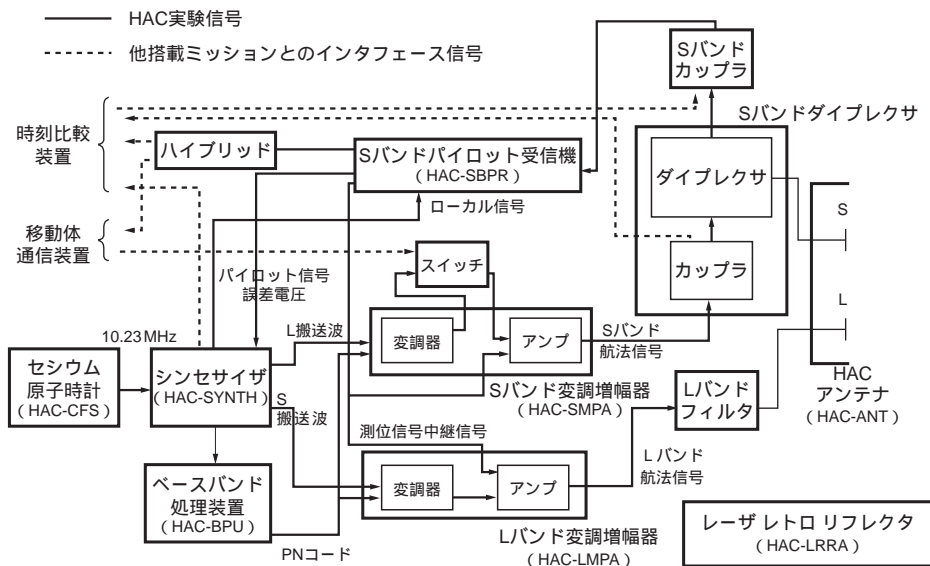 HAC実験信号
他搭載ミッションとのインタフェース信号
Sバンド
カップラ
Sバンドダイプレクサ
時刻比較
装置
ハイブリッド
Sバンドパイロット受信機
(HAC-SBPR)
ダイプレクサ
ローカル信号
S
移動体
通信装置
スイッチ
カップラ
パイロット信号
誤差電圧
L
10.23MHz
L搬送波
変調器
アンプ
Sバンド
航法信号
セシウム
原子時計
(HAC-CFS)
シンセサイザ
(HAC-SYNTH)
S
搬送波
Sバンド変調増幅器
(HAC-SMPA)
Lバンド
フィルタ
HAC
アンテナ
(HAC-ANT)
測位信号中継信号
Lバンド
航法信号
ベースバンド
処理装置
(HAC-BPU)
変調器
アンプ
PNコード
Lバンド変調増幅器
(HAC-LMPA)
レーザ レトロ リフレクタ
(HAC-LRRA)